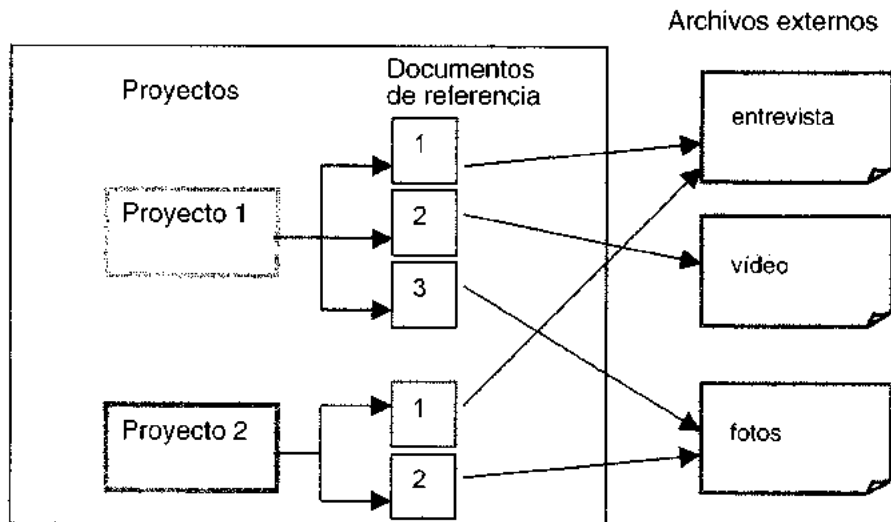 Archivos externos
Proyectos
Documentos
de referencia
Proyecto 1
1
2
3
Proyecto 2
1
2
entrevista
vídeo
fotos